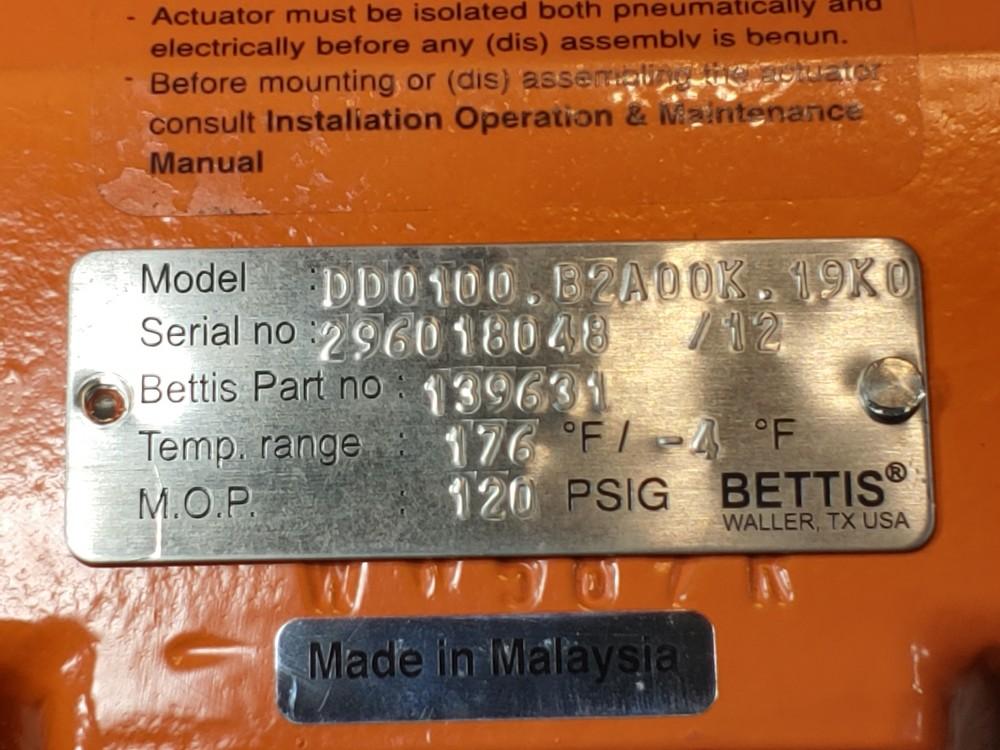 - Actuator must be isolated both pneumatically and
electrically before any (dis) assembly is begun.
- Before mounting or (dis) assembling the actuator
consult Installation Operation & Maintenance
Manual
Model : DD0100.B2A00K.19K0
Serial no : 296018048 /12
Bettis Part no : 139631
Temp. range : 176 °F / -4 °F
M.O.P. : 120 PSIG BETTIS®
WALLER, TX USA
Made in Malaysia